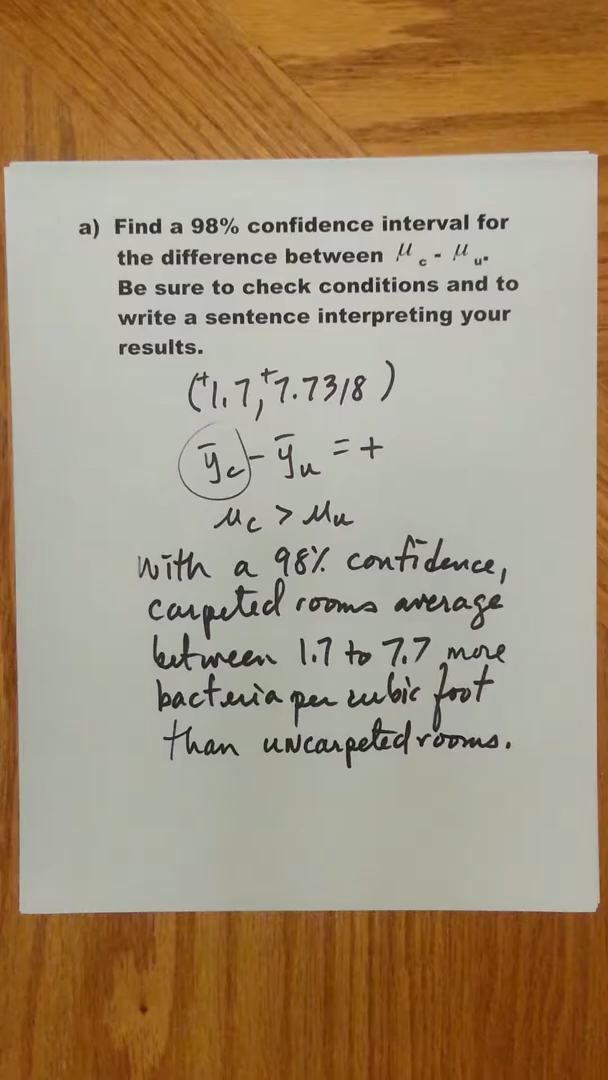 a) Find a 98% confidence interval for
the difference between μ c - μ u.
Be sure to check conditions and to
write a sentence interpreting your
results.
(+1.7, +7.7318)
ȳc - ȳu = +
μc > μu
with a 98% confidence,
carpeted rooms average
between 1.7 to 7.7 more
bacteria per cubic foot
than uncarpeted rooms.